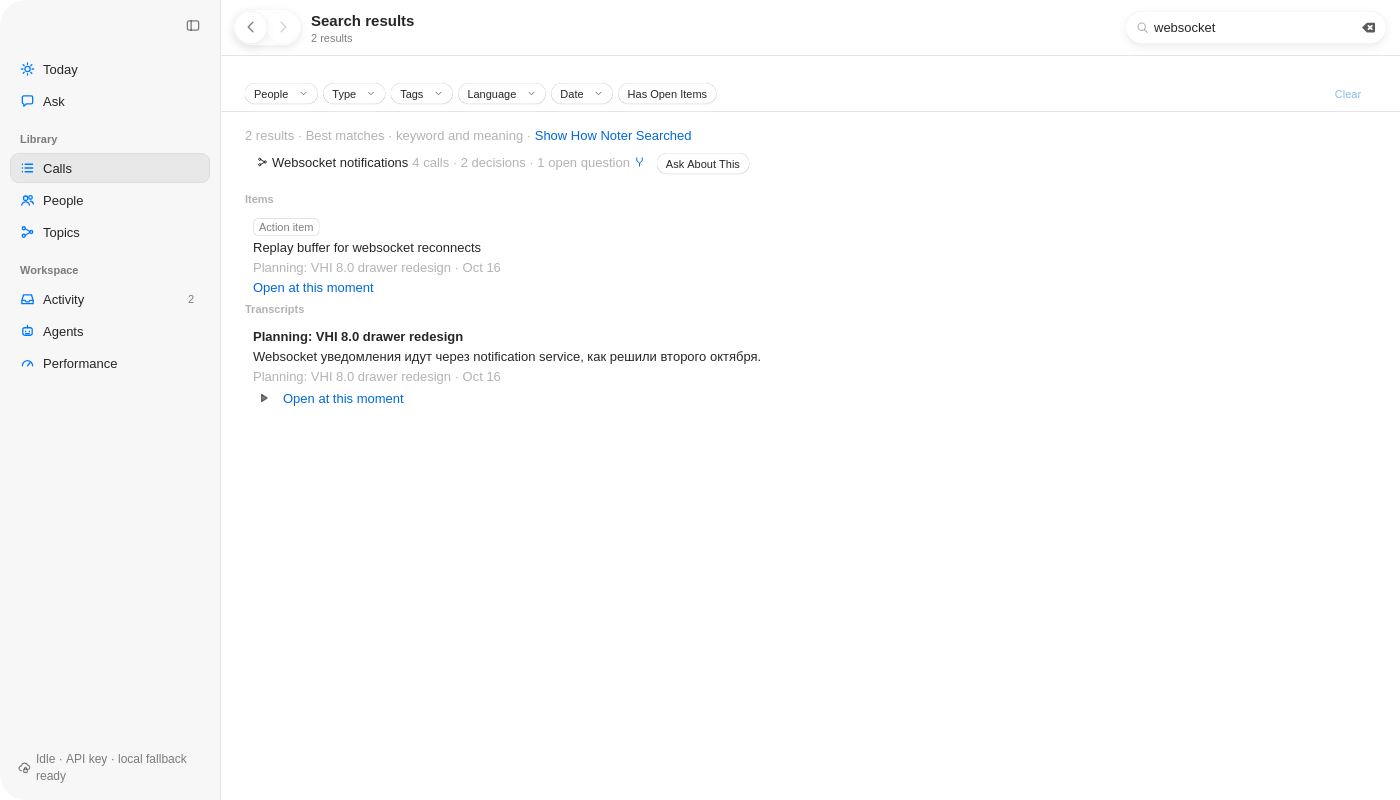 Search results
2 results
websocket
Today
Ask
Library
Calls
People
Topics
Workspace
Activity 2
Agents
Performance
Idle · API key · local fallback
ready
People Type Tags Language Date Has Open Items Clear
2 results · Best matches · keyword and meaning · Show How Noter Searched
Websocket notifications 4 calls · 2 decisions · 1 open question Ask About This
Items
Action item
Replay buffer for websocket reconnects
Planning: VHI 8.0 drawer redesign · Oct 16
Open at this moment
Transcripts
Planning: VHI 8.0 drawer redesign
Websocket уведомления идут через notification service, как решили второго октября.
Planning: VHI 8.0 drawer redesign · Oct 16
Open at this moment